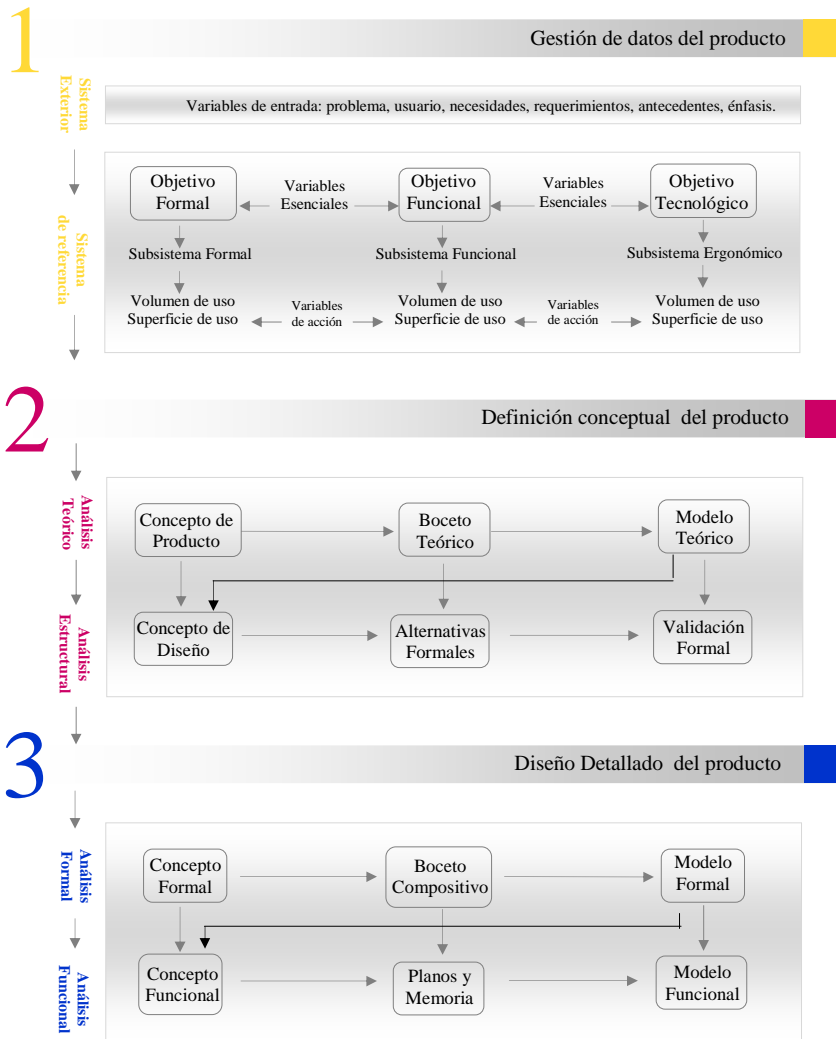 1
Gestión de datos del producto
Sistema
Exterior
Variables de entrada: problema, usuario, necesidades, requerimientos, antecedentes, énfasis.
Sistema
de referencia
Objetivo
Formal
Variables
Esenciales
Objetivo
Funcional
Variables
Esenciales
Objetivo
Tecnológico
Subsistema Formal
Subsistema Funcional
Subsistema Ergonómico
Volumen de uso
Superficie de uso
Variables
de acción
Volumen de uso
Superficie de uso
Variables
de acción
Volumen de uso
Superficie de uso
2
Definición conceptual del producto
Análisis
Teórico
Concepto de
Producto
Boceto
Teórico
Modelo
Teórico
Análisis
Estructural
Concepto de
Diseño
Alternativas
Formales
Validación
Formal
3
Diseño Detallado del producto
Análisis
Formal
Concepto
Formal
Boceto
Compositivo
Modelo
Formal
Análisis
Funcional
Concepto
Funcional
Planos y
Memoria
Modelo
Funcional